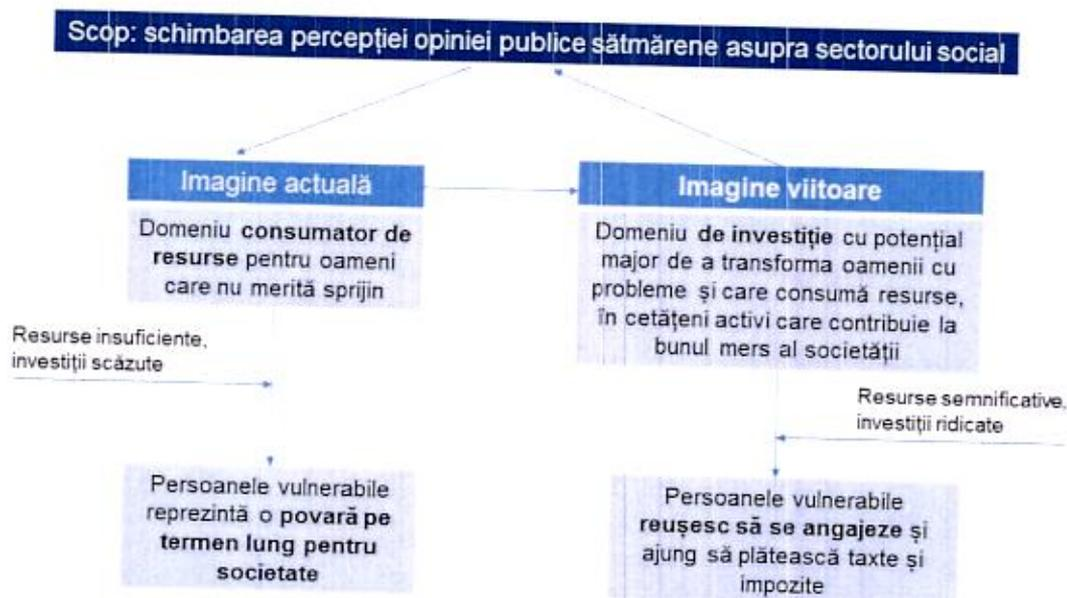 Scop: schimbarea percepției opiniei publice sătmărene asupra sectorului social
Imagine actuală
Domeniu consumator de
resurse pentru oameni
care nu merită sprijin
Resurse insuficiente,
investiții scăzute
Persoanele vulnerabile
reprezintă o povară pe
termen lung pentru
societate
Imagine viitoare
Domeniu de investiție cu potențial
major de a transforma oamenii cu
probleme și care consumă resurse,
în cetățeni activi care contribuie la
bunul mers al societății
Resurse semnificative,
investiții ridicate
Persoanele vulnerabile
reușesc să se angajeze și
ajung să plătească taxte și
impozite